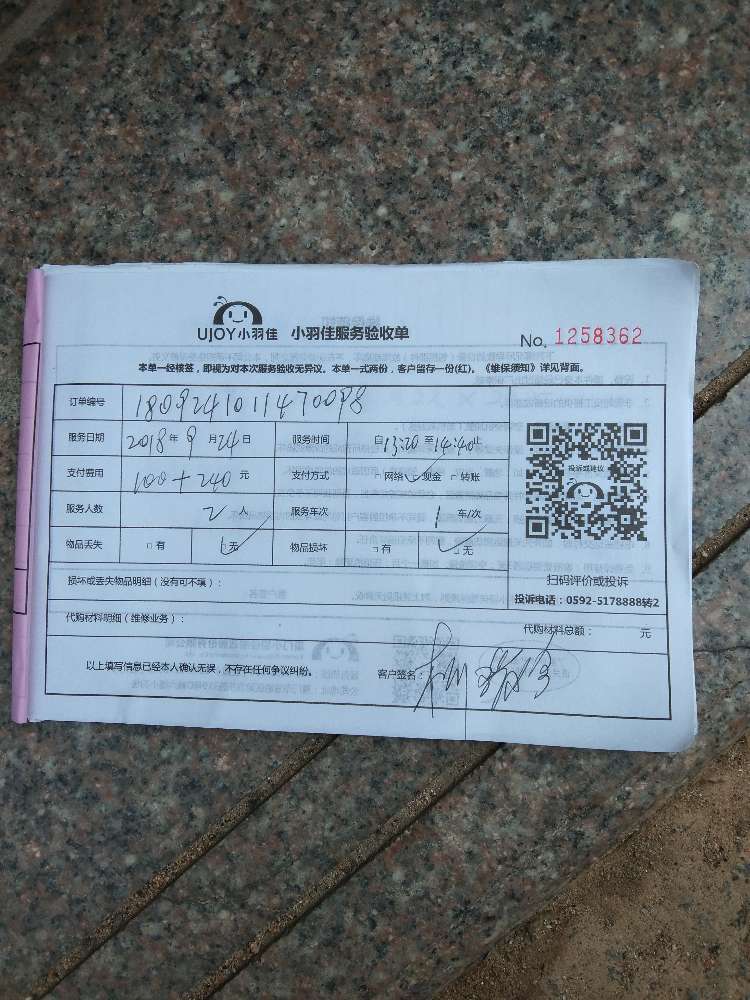 UJOY小羽佳 小羽佳服务验收单 No. 1258362
本单一经核签，即视为对本次服务验收无异议。本单一式两份，客户留存一份(红)。《维保须知》详见背面。
订单编号 1809241011470098
服务日期 2018年9月24日 服务时间 自13:20至14:40止
支付费用 100+240元 支付方式 □网络 □现金 □转账
服务人数 2人 服务车次 1车/次
物品丢失 □有 □无 物品损坏 □有 □无
投诉或建议
扫码评价或投诉
投诉电话：0592-5178888转2
损坏或丢失物品明细（没有可不填）：
代购材料明细（维修业务）： 代购材料总额： 元
以上填写信息已经本人确认无误，不存在任何争议纠纷。 客户签名：